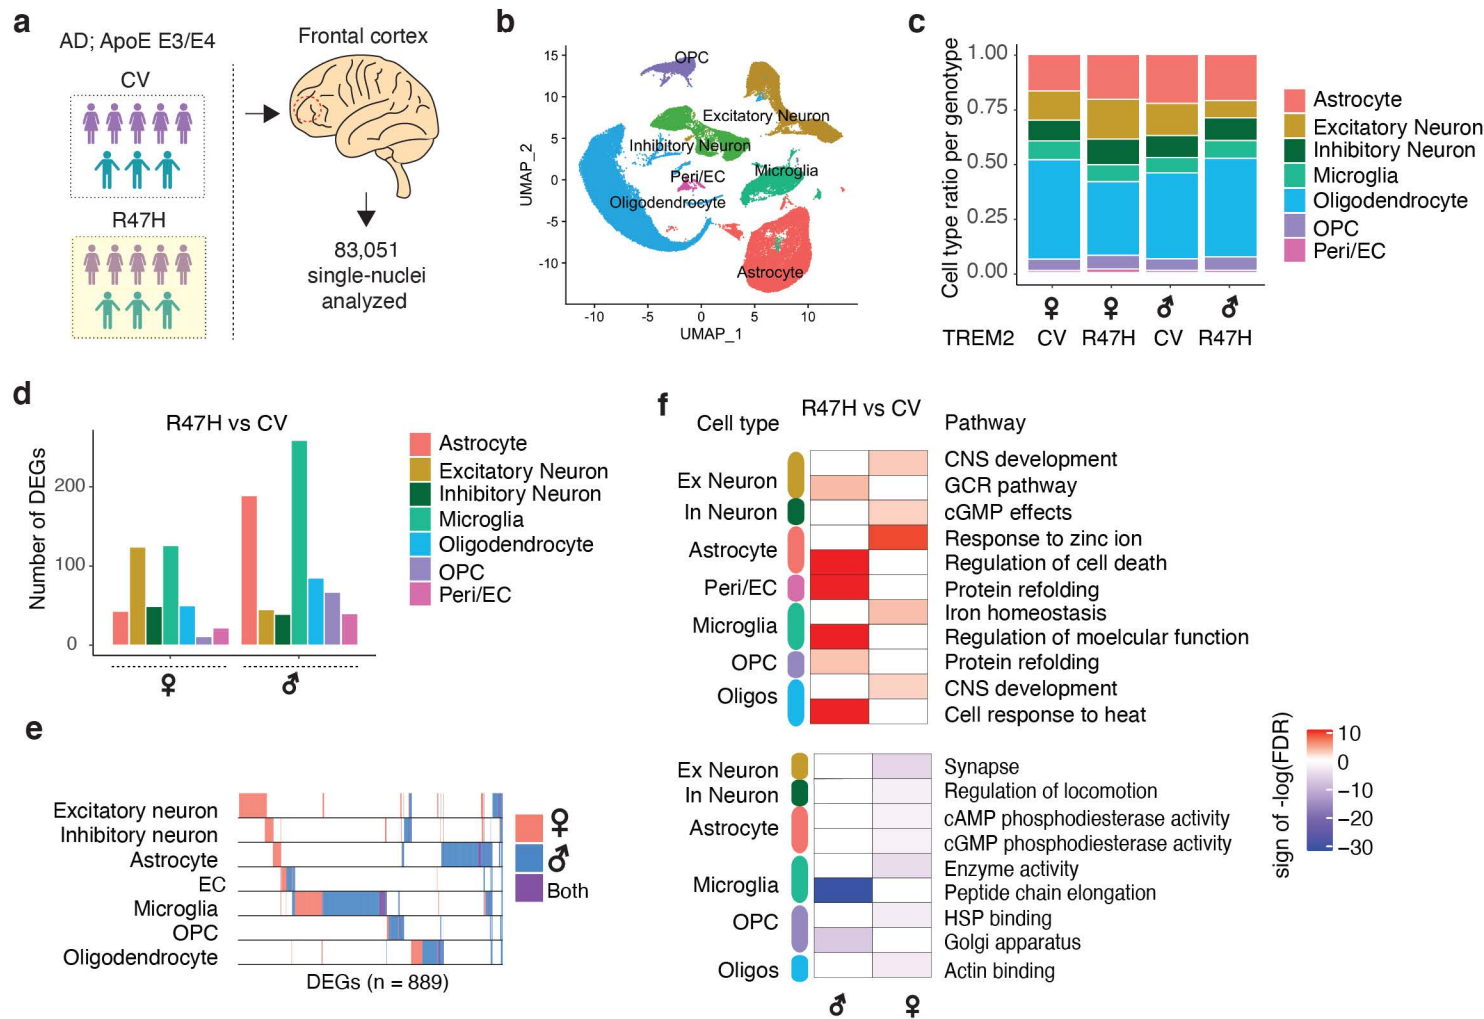 a
AD; ApoE E3/E4
CV
R47H
Frontal cortex
83,051
single-nuclei
analyzed
b
UMAP_2
15
10
5
0
-5
-10
-10
-5
0
5
10
UMAP_1
OPC
Excitatory Neuron
Inhibitory Neuron
Microglia
Peri/EC
Oligodendrocyte
Astrocyte
c
Cell type ratio per genotype
1.00
0.75
0.50
0.25
0.00
♀ ♀ ♂ ♂
TREM2 CV R47H CV R47H
Astrocyte
Excitatory Neuron
Inhibitory Neuron
Microglia
Oligodendrocyte
OPC
Peri/EC
d
R47H vs CV
Number of DEGs
200
100
0
♀ ♂
Astrocyte
Excitatory Neuron
Inhibitory Neuron
Microglia
Oligodendrocyte
OPC
Peri/EC
e
Excitatory neuron
Inhibitory neuron
Astrocyte
EC
Microglia
OPC
Oligodendrocyte
DEGs (n = 889)
♀
♂
Both
f
Cell type R47H vs CV Pathway
Ex Neuron
In Neuron
Astrocyte
Peri/EC
Microglia
OPC
Oligos
CNS development
GCR pathway
cGMP effects
Response to zinc ion
Regulation of cell death
Protein refolding
Iron homeostasis
Regulation of moelcular function
Protein refolding
CNS development
Cell response to heat
Ex Neuron
In Neuron
Astrocyte
Microglia
OPC
Oligos
Synapse
Regulation of locomotion
cAMP phosphodiesterase activity
cGMP phosphodiesterase activity
Enzyme activity
Peptide chain elongation
HSP binding
Golgi apparatus
Actin binding
♂ ♀
sign of -log(FDR)
10
0
−10
−20
−30